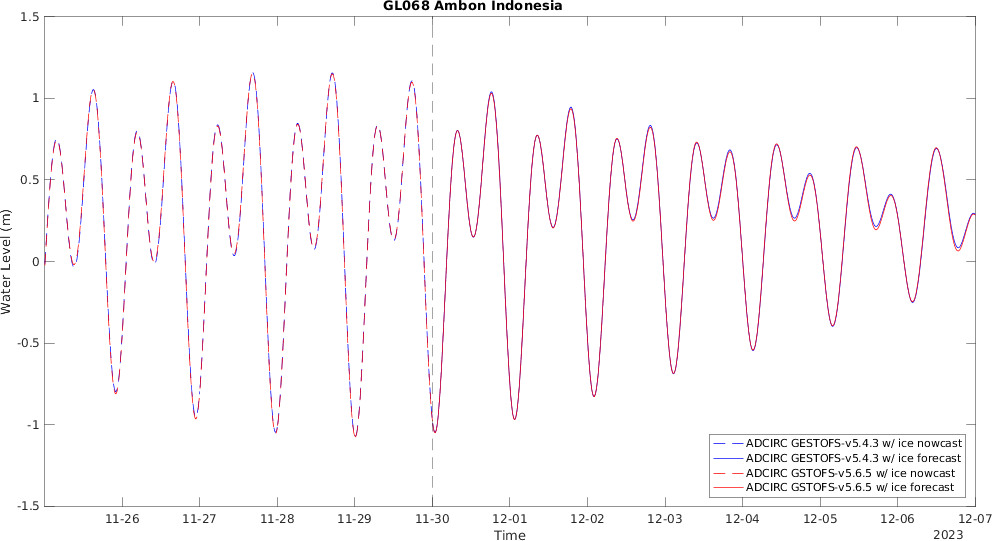 GL068 Ambon Indonesia
1.5
1
0.5
0
-0.5
-1
-1.5
Water Level (m)
ADCIRC GESTOFS-v5.4.3 w/ ice nowcast
ADCIRC GESTOFS-v5.4.3 w/ ice forecast
ADCIRC GSTOFS-v5.6.5 w/ ice nowcast
ADCIRC GSTOFS-v5.6.5 w/ ice forecast
11-26 11-27 11-28 11-29 11-30 12-01 12-02 12-03 12-04 12-05 12-06 12-07
Time
2023